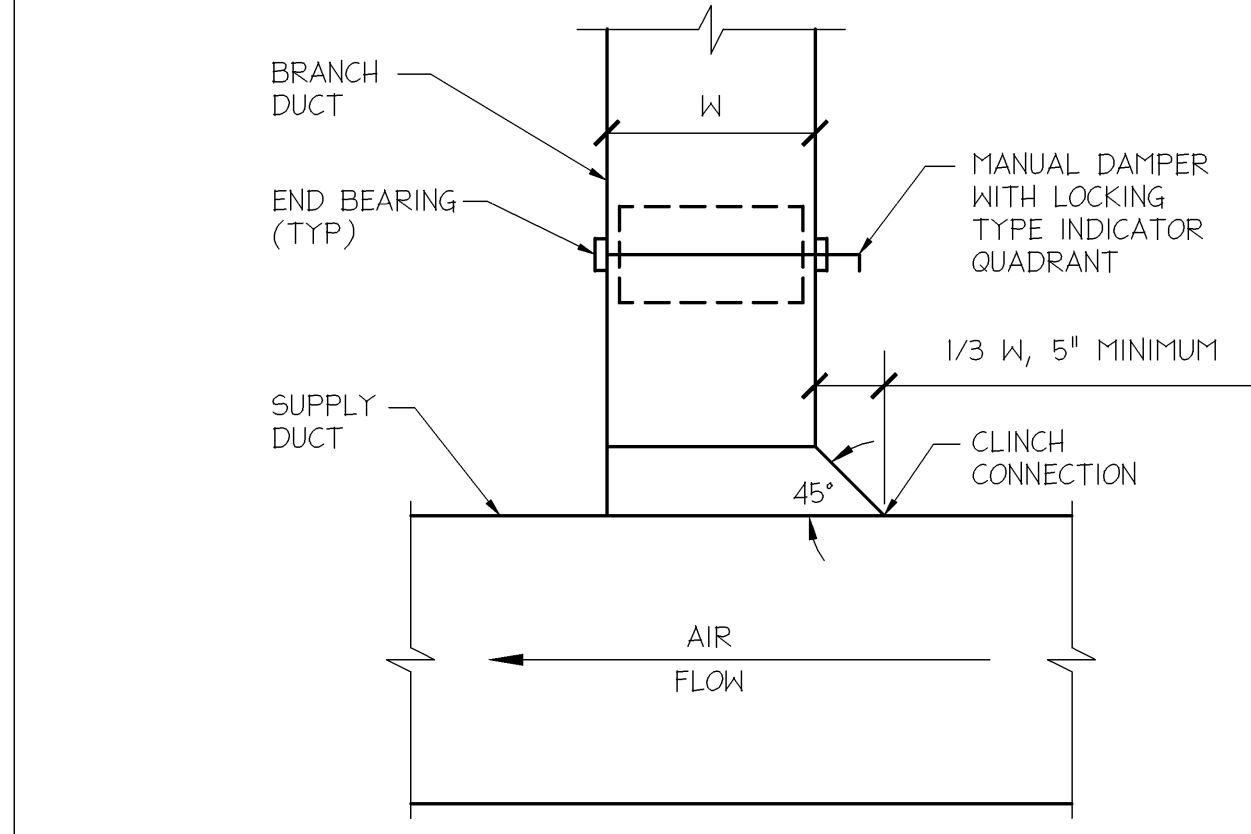 BRANCH
DUCT
W
END BEARING
(TYP)
MANUAL DAMPER
WITH LOCKING
TYPE INDICATOR
QUADRANT
1/3 W, 5" MINIMUM
SUPPLY
DUCT
CLINCH
CONNECTION
45°
AIR
FLOW